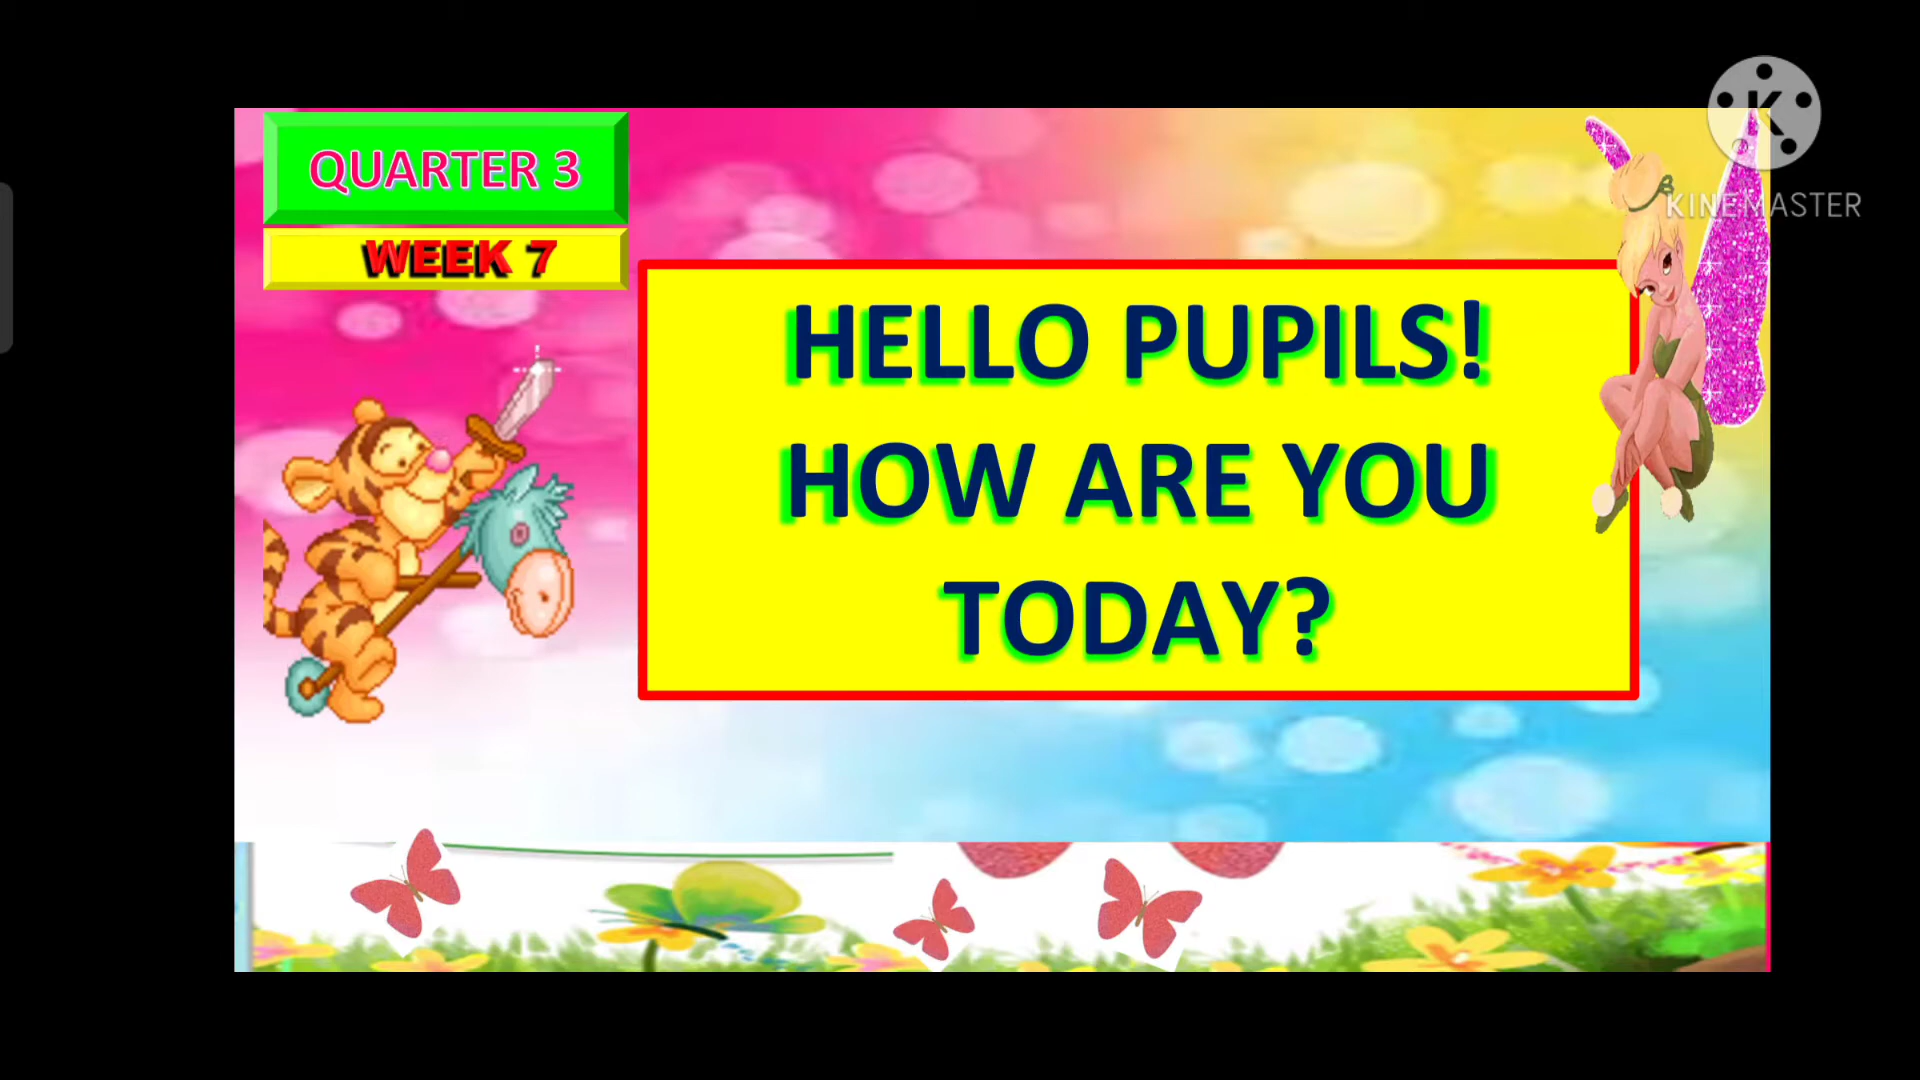 QUARTER 3
WEEK 7
K
KINEMASTER
HELLO PUPILS!
HOW ARE YOU
TODAY?